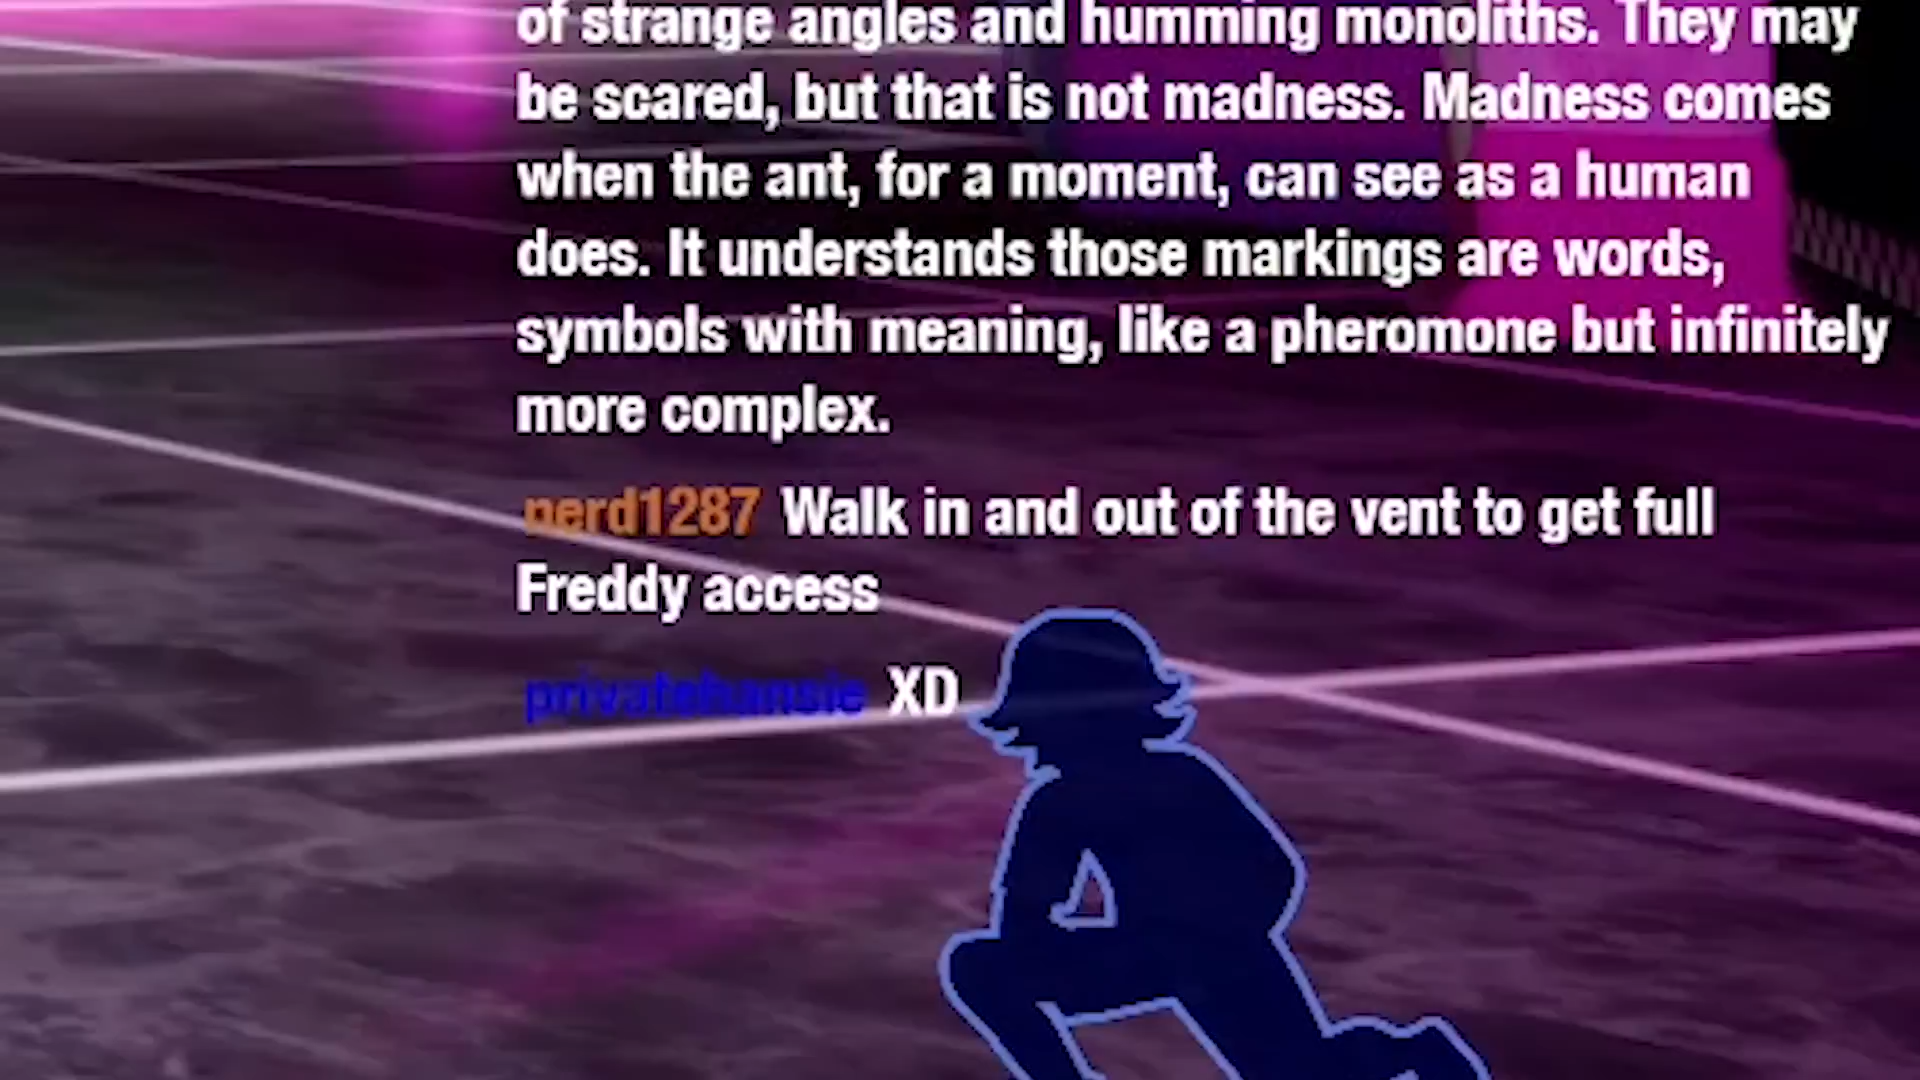 of strange angles and humming monoliths. They may
be scared, but that is not madness. Madness comes
when the ant, for a moment, can see as a human
does. It understands those markings are words,
symbols with meaning, like a pheromone but infinitely
more complex.
nerd1287 Walk in and out of the vent to get full
Freddy access
privatehansie XD